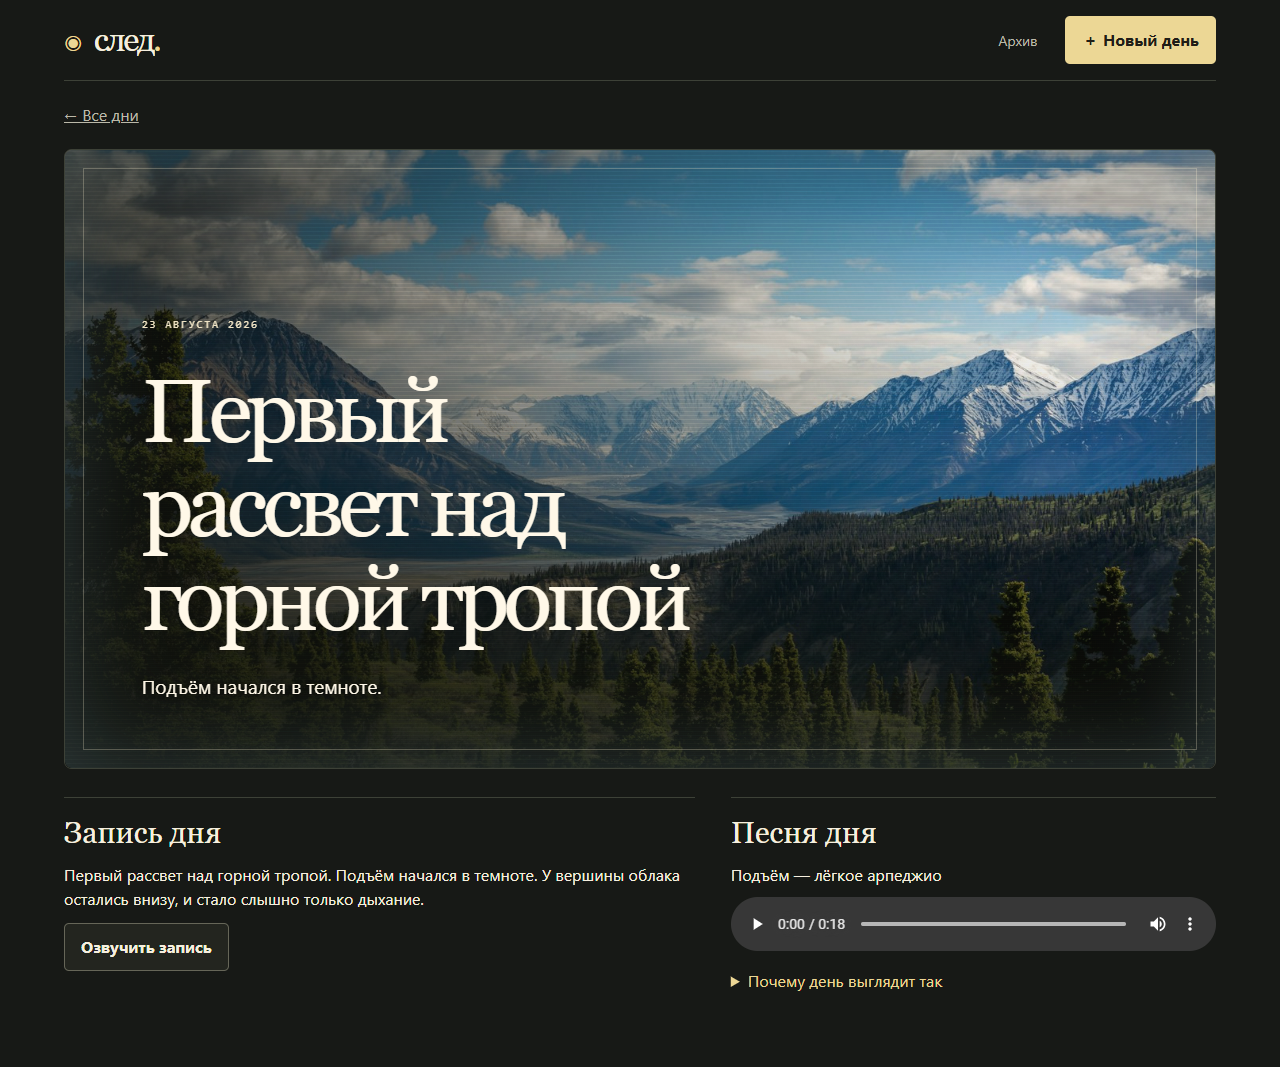 след.
Архив
+ Новый день
← Все дни
23 АВГУСТА 2026
Первый
рассвет над
горной тропой
Подъём начался в темноте.
Запись дня
Первый рассвет над горной тропой. Подъём начался в темноте. У вершины облака
остались внизу, и стало слышно только дыхание.
Озвучить запись
Песня дня
Подъём — лёгкое арпеджио
0:00 / 0:18
Почему день выглядит так